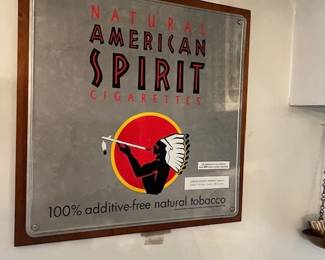 NATURAL
AMERICAN
SPIRIT
CIGARETTES
100% additive-free natural tobacco